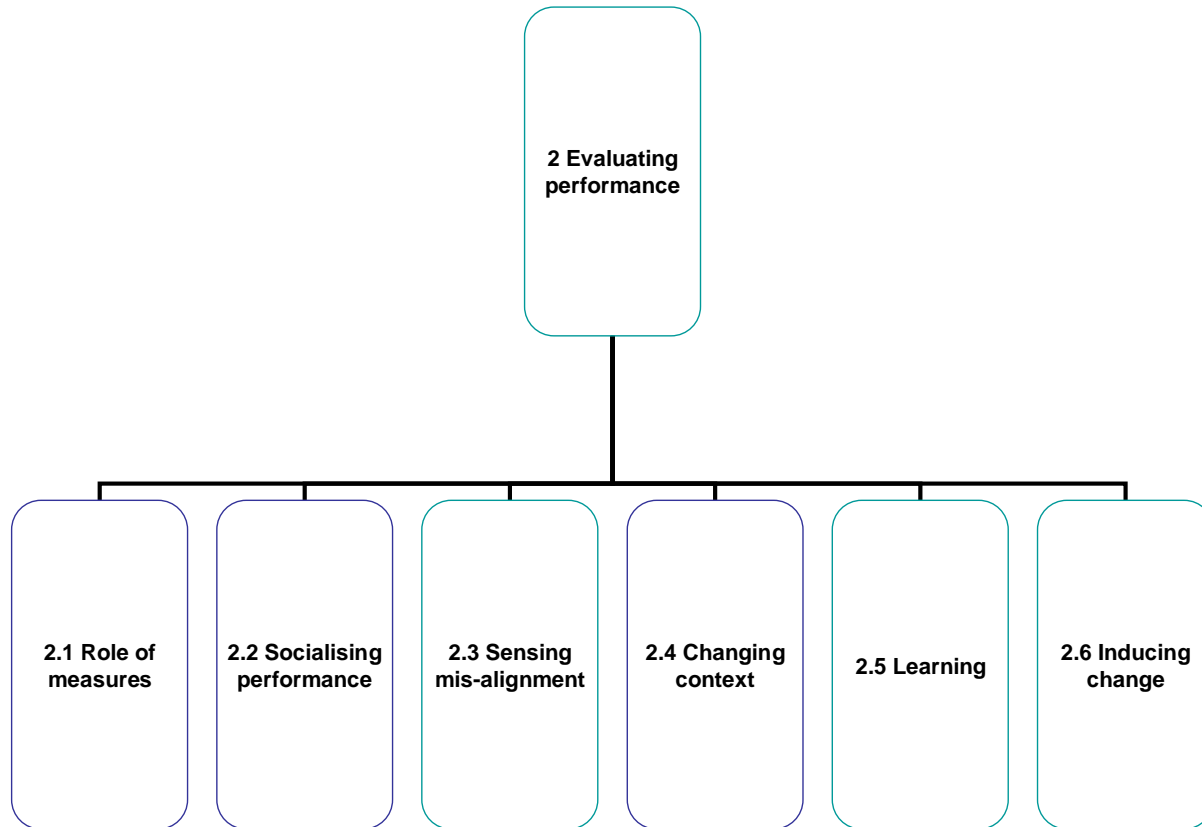 2 Evaluating
performance
2.1 Role of
measures
2.2 Socialising
performance
2.3 Sensing
mis-alignment
2.4 Changing
context
2.5 Learning
2.6 Inducing
change